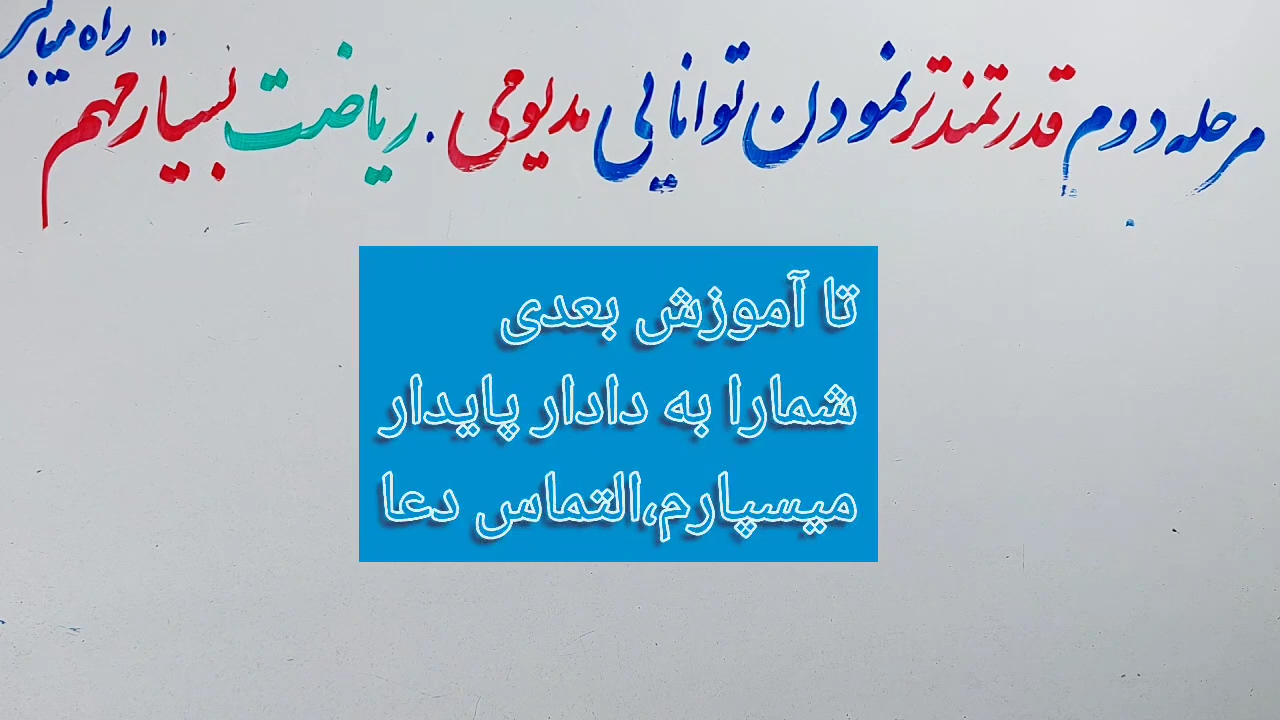 مرحله دوم قدرتمندتر نمودن توانایی مدیومی . ریاضت بسیار مهم
" راه میانبر
تا آموزش بعدی
شمارا به دادار پایدار
میسپارم،التماس دعا